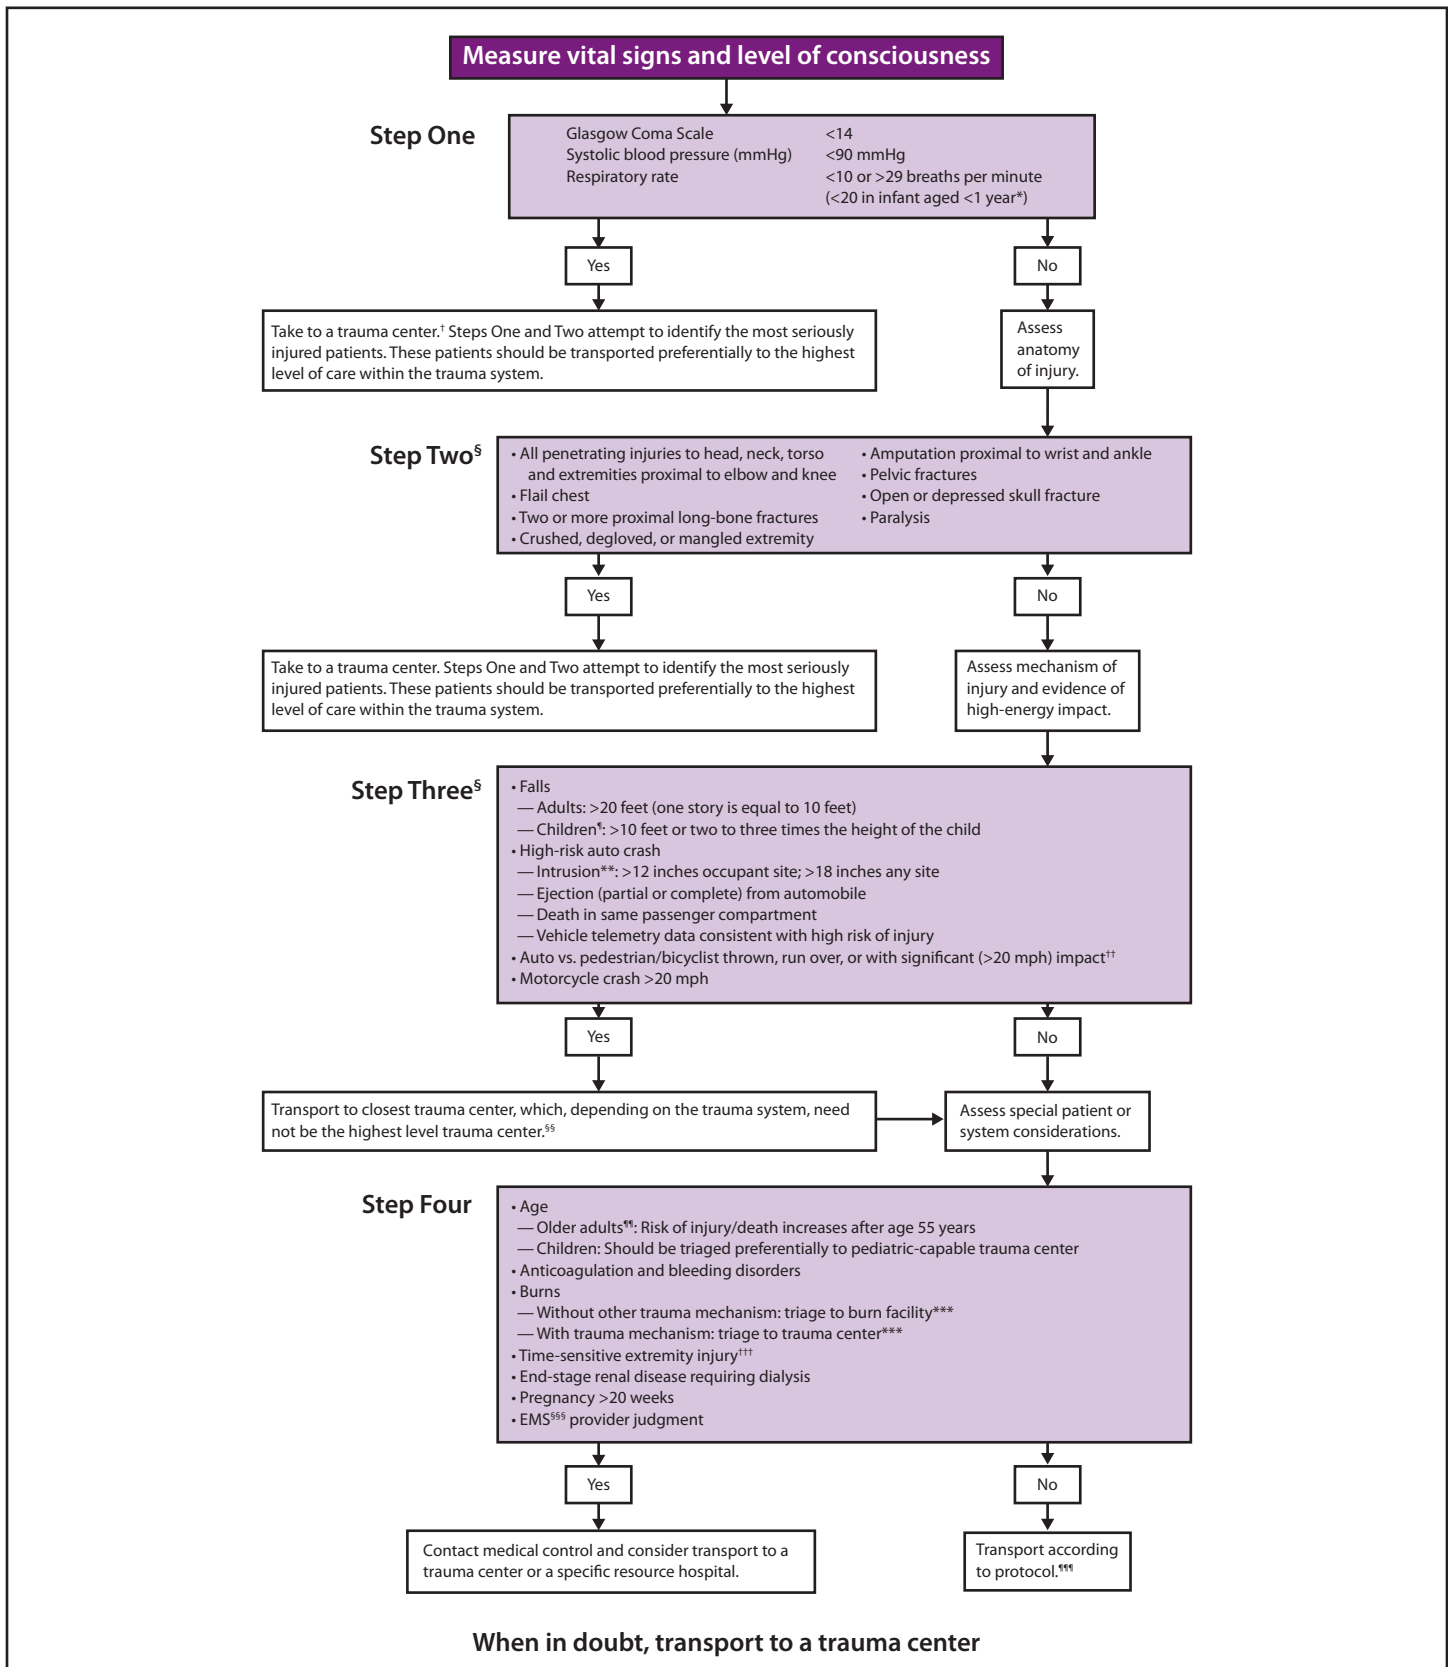 Measure vital signs and level of consciousness
Step One
Glasgow Coma Scale <14
Systolic blood pressure (mmHg) <90 mmHg
Respiratory rate <10 or >29 breaths per minute
(<20 in infant aged <1 year*)
Yes
No
Take to a trauma center.† Steps One and Two attempt to identify the most seriously
injured patients. These patients should be transported preferentially to the highest
level of care within the trauma system.
Assess
anatomy
of injury.
Step Two§
• All penetrating injuries to head, neck, torso
and extremities proximal to elbow and knee
• Flail chest
• Two or more proximal long-bone fractures
• Crushed, degloved, or mangled extremity
• Amputation proximal to wrist and ankle
• Pelvic fractures
• Open or depressed skull fracture
• Paralysis
Yes
No
Take to a trauma center. Steps One and Two attempt to identify the most seriously
injured patients. These patients should be transported preferentially to the highest
level of care within the trauma system.
Assess mechanism of
injury and evidence of
high-energy impact.
Step Three§
• Falls
— Adults: >20 feet (one story is equal to 10 feet)
— Children¶: >10 feet or two to three times the height of the child
• High-risk auto crash
— Intrusion**: >12 inches occupant site; >18 inches any site
— Ejection (partial or complete) from automobile
— Death in same passenger compartment
— Vehicle telemetry data consistent with high risk of injury
• Auto vs. pedestrian/bicyclist thrown, run over, or with significant (>20 mph) impact††
• Motorcycle crash >20 mph
Yes
No
Transport to closest trauma center, which, depending on the trauma system, need
not be the highest level trauma center.§§
Assess special patient or
system considerations.
Step Four
• Age
— Older adults¶¶: Risk of injury/death increases after age 55 years
— Children: Should be triaged preferentially to pediatric-capable trauma center
• Anticoagulation and bleeding disorders
• Burns
— Without other trauma mechanism: triage to burn facility***
— With trauma mechanism: triage to trauma center***
• Time-sensitive extremity injury†††
• End-stage renal disease requiring dialysis
• Pregnancy >20 weeks
• EMS§§§ provider judgment
Yes
No
Contact medical control and consider transport to a
trauma center or a specific resource hospital.
Transport according
to protocol.¶¶¶
When in doubt, transport to a trauma center